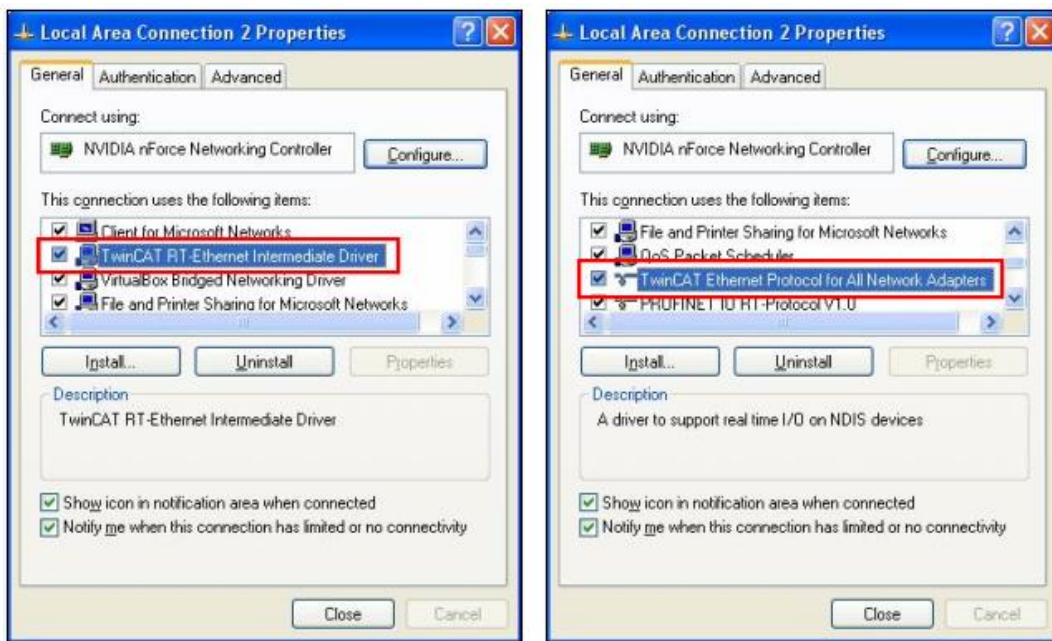 Local Area Connection 2 Properties
General Authentication Advanced
Connect using:
NVIDIA nForce Networking Controller
Configure...
This connection uses the following items:
Client for Microsoft Networks
TwinCAT RT-Ethernet Intermediate Driver
VirtualBox Bridged Networking Driver
File and Printer Sharing for Microsoft Networks
Install... Uninstall Properties
Description
TwinCAT RT-Ethernet Intermediate Driver
Show icon in notification area when connected
Notify me when this connection has limited or no connectivity
Close Cancel
Local Area Connection 2 Properties
General Authentication Advanced
Connect using:
NVIDIA nForce Networking Controller
Configure...
This connection uses the following items:
File and Printer Sharing for Microsoft Networks
QoS Packet Scheduler
TwinCAT Ethernet Protocol for All Network Adapters
PROFINET IO RT-Protocol V1.0
Install... Uninstall Properties
Description
A driver to support real time I/O on NDIS devices
Show icon in notification area when connected
Notify me when this connection has limited or no connectivity
Close Cancel